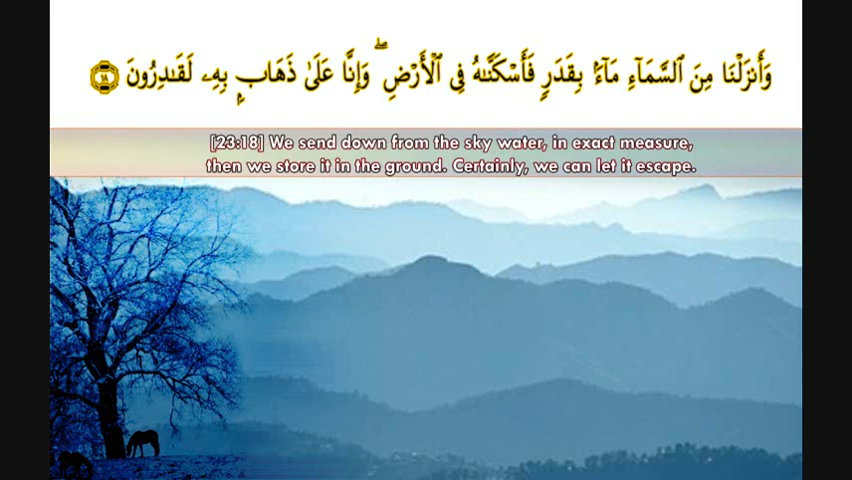 وَأَنزَلْنَا مِنَ ٱلسَّمَآءِ مَآءًۢ بِقَدَرٍۢ فَأَسْكَنَّٰهُ فِى ٱلْأَرْضِ ۖ وَإِنَّا عَلَىٰ ذَهَابٍۭ بِهِۦ لَقَٰدِرُونَ ١٨
[23:18] We send down from the sky water, in exact measure,
then we store it in the ground. Certainly, we can let it escape.